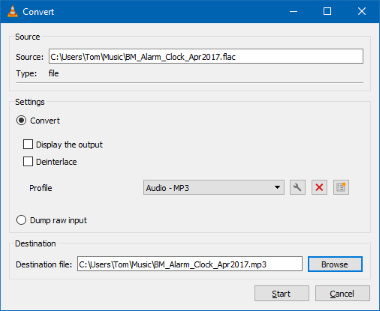 Convert
Source
Source: C:\Users\Tom\Music\BM_Alarm_Clock_Apr2017.flac
Type: file
Settings
Convert
Display the output
Deinterlace
Profile Audio - MP3
Dump raw input
Destination
Destination file: C:\Users\Tom\Music\BM_Alarm_Clock_Apr2017.mp3 Browse
Start Cancel